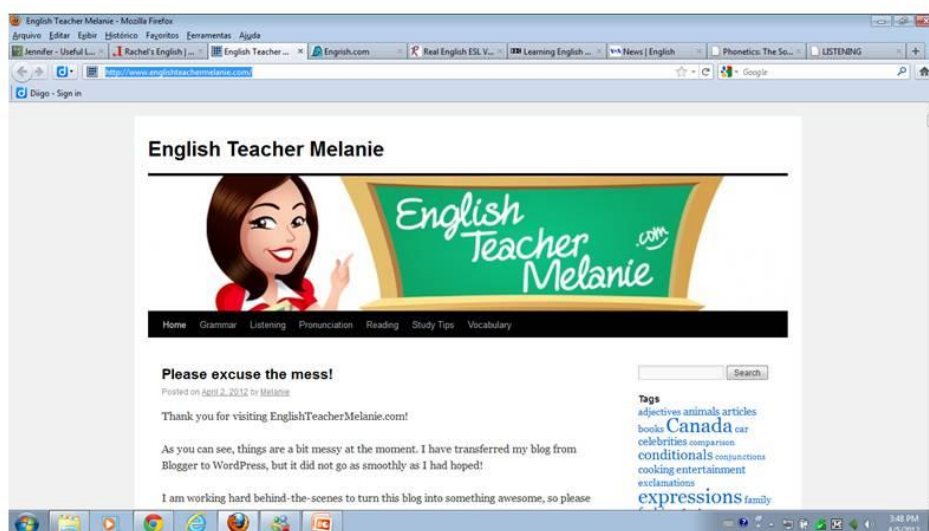 English Teacher Melanie - Mozilla Firefox
Arquivo Editar Exibir Histórico Favoritos Ferramentas Ajuda
Jennifer - Useful L... Rachel's English | ... English Teacher ... Engrish.com Real English ESL V... Learning English ... News | English Phonetics: The So... LISTENING
http://www.englishteachermelanie.com/ Google
Diigo - Sign in
English Teacher Melanie
English
Teacher
Melanie
.com
Home Grammar Listening Pronunciation Reading Study Tips Vocabulary
Please excuse the mess!
Posted on April 2, 2012 by Melanie
Thank you for visiting EnglishTeacherMelanie.com!
As you can see, things are a bit messy at the moment. I have transferred my blog from
Blogger to WordPress, but it did not go as smoothly as I had hoped!
I am working hard behind-the-scenes to turn this blog into something awesome, so please
Search
Tags
adjectives animals articles
books Canada car
celebrities comparison
conditionals conjunctions
cooking entertainment
exclamations
expressions family
3:48 PM
4/5/2012